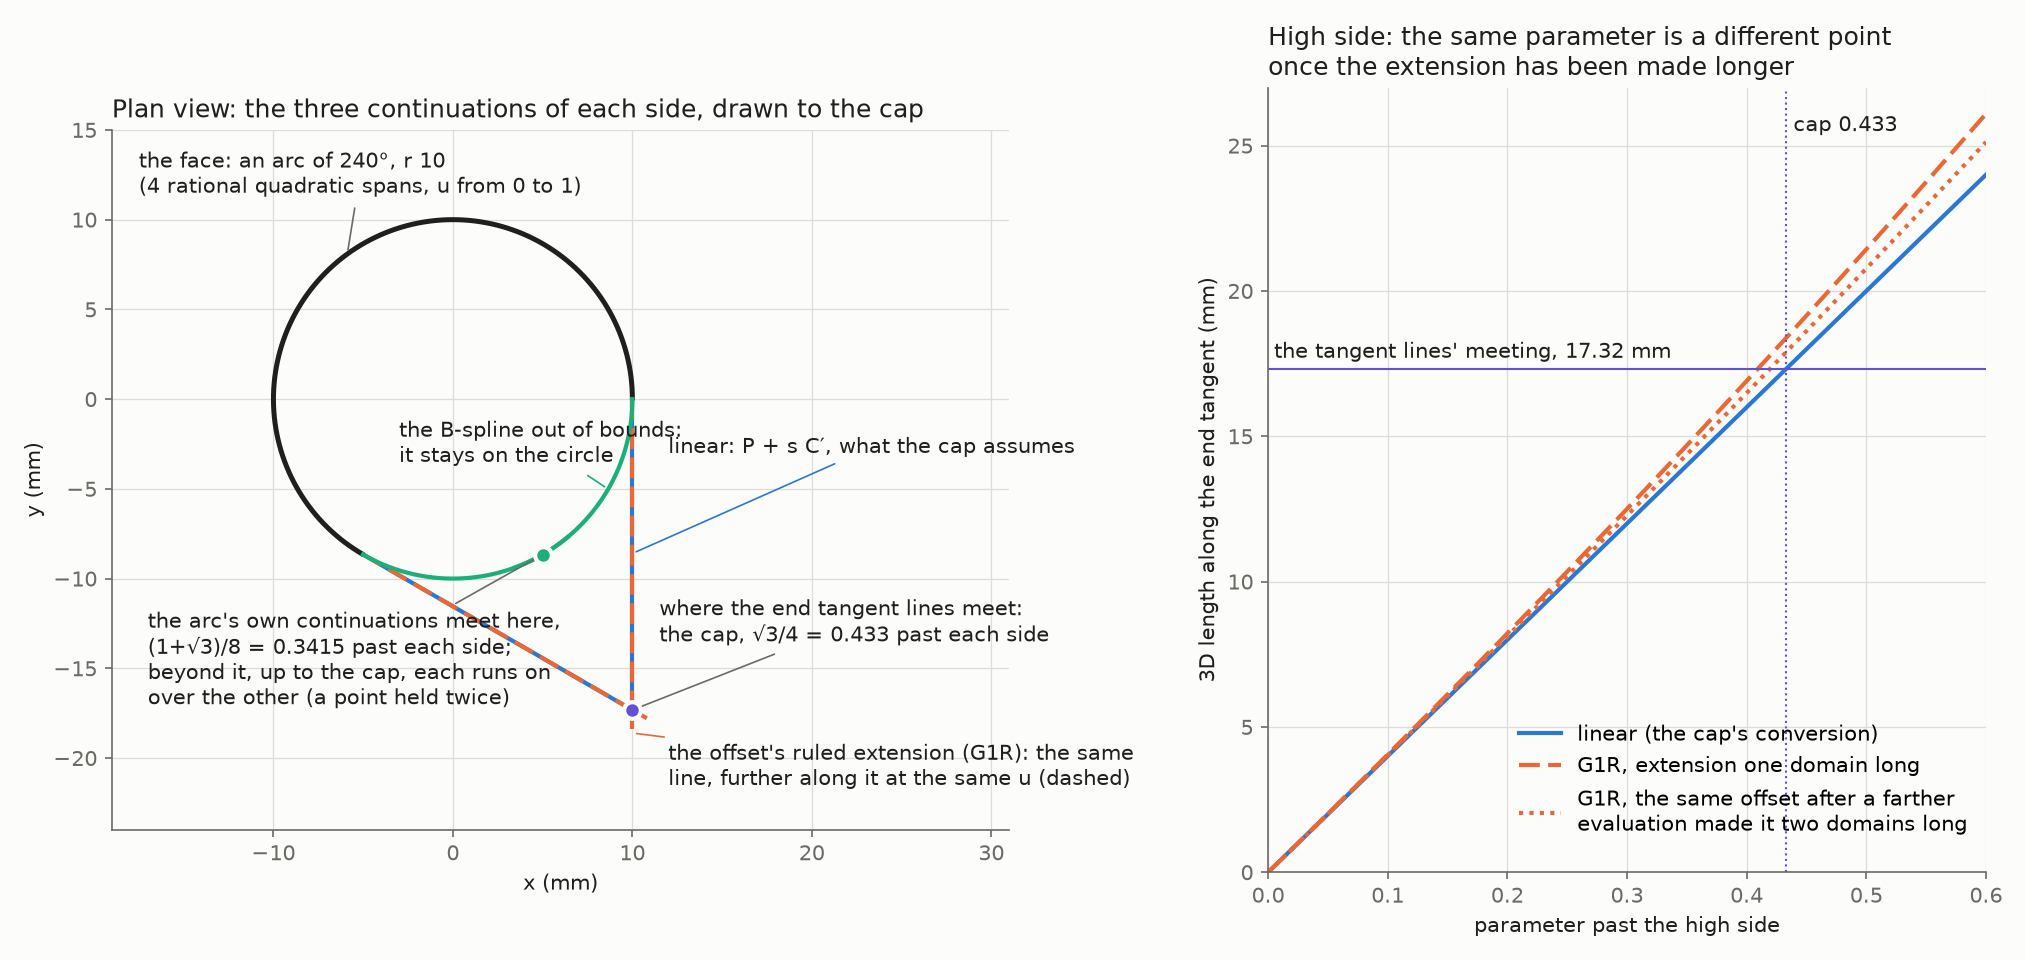 Plan view: the three continuations of each side, drawn to the cap
15
10
5
0
−5
−10
−15
−20
y (mm)
−10
0
10
20
30
x (mm)
the face: an arc of 240°, r 10
(4 rational quadratic spans, u from 0 to 1)
the B-spline out of bounds:
it stays on the circle
linear: P + s C′, what the cap assumes
the arc's own continuations meet here,
(1+√3)/8 = 0.3415 past each side;
beyond it, up to the cap, each runs on
over the other (a point held twice)
where the end tangent lines meet:
the cap, √3/4 = 0.433 past each side
the offset's ruled extension (G1R): the same
line, further along it at the same u (dashed)
High side: the same parameter is a different point
once the extension has been made longer
cap 0.433
the tangent lines' meeting, 17.32 mm
25
20
15
10
5
0
3D length along the end tangent (mm)
linear (the cap's conversion)
G1R, extension one domain long
G1R, the same offset after a farther
evaluation made it two domains long
0.0
0.1
0.2
0.3
0.4
0.5
0.6
parameter past the high side